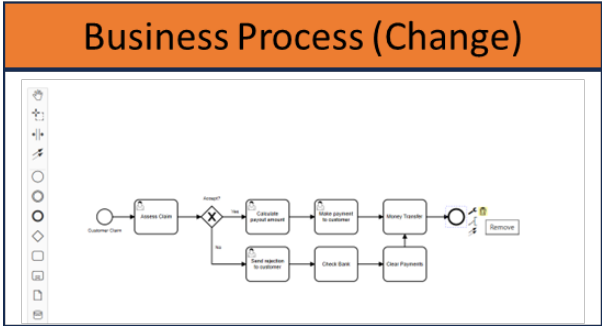 Business Process (Change)
Accept?
Assess Claim
Yes
Calculate
payout amount
Make payment
to customer
Money Transfer
Customer Claim
Remove
No
Send rejection
to customer
Check Bank
Clear Payments